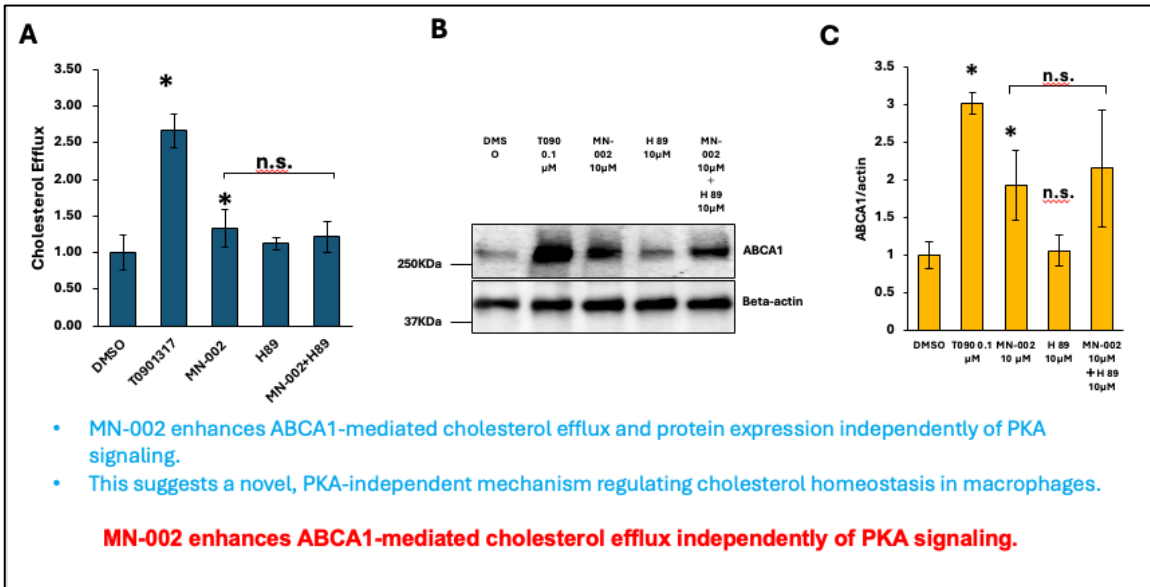 A
Cholesterol Efflux
3.50
3.00
2.50
2.00
1.50
1.00
0.50
0.00
*
*
n.s.
DMSO
T0901317
MN-002
H89
MN-002+H89
B
DMS
O
T090
0.1
µM
MN-
002
10µM
H 89
10µM
MN-
002
10µM
+
H 89
10µM
250KDa
ABCA1
37KDa
Beta-actin
C
ABCA1/actin
3.5
3
2.5
2
1.5
1
0.5
0
*
*
n.s.
n.s.
DMSO
T090 0.1
µM
MN-002
10 µM
H 89
10µM
MN-002
10µM
+H 89
10µM
• MN-002 enhances ABCA1-mediated cholesterol efflux and protein expression independently of PKA
signaling.
• This suggests a novel, PKA-independent mechanism regulating cholesterol homeostasis in macrophages.
MN-002 enhances ABCA1-mediated cholesterol efflux independently of PKA signaling.